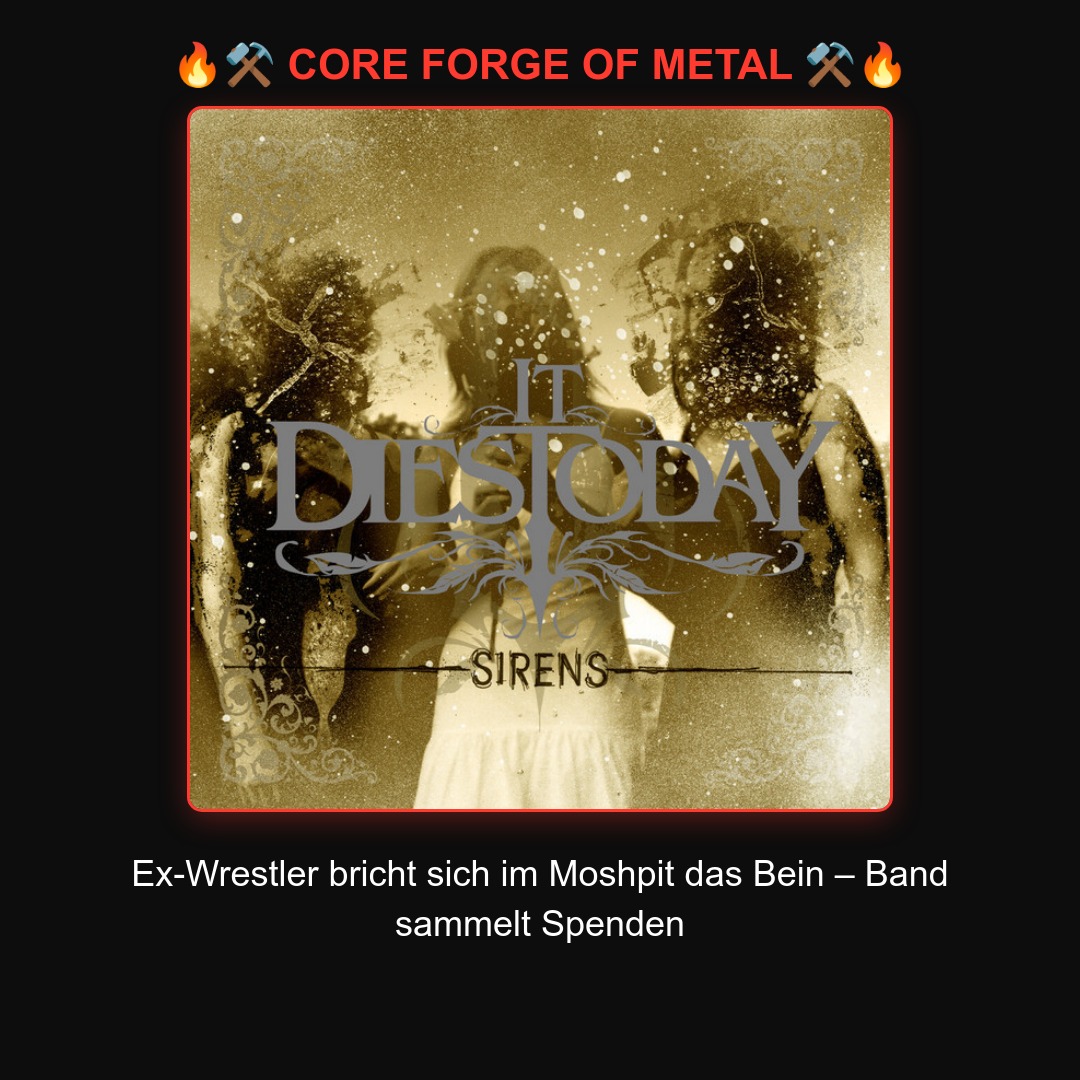 🔥⚒️ CORE FORGE OF METAL ⚒️🔥
IT
DIES TODAY
SIRENS
Ex-Wrestler bricht sich im Moshpit das Bein – Band
sammelt Spenden